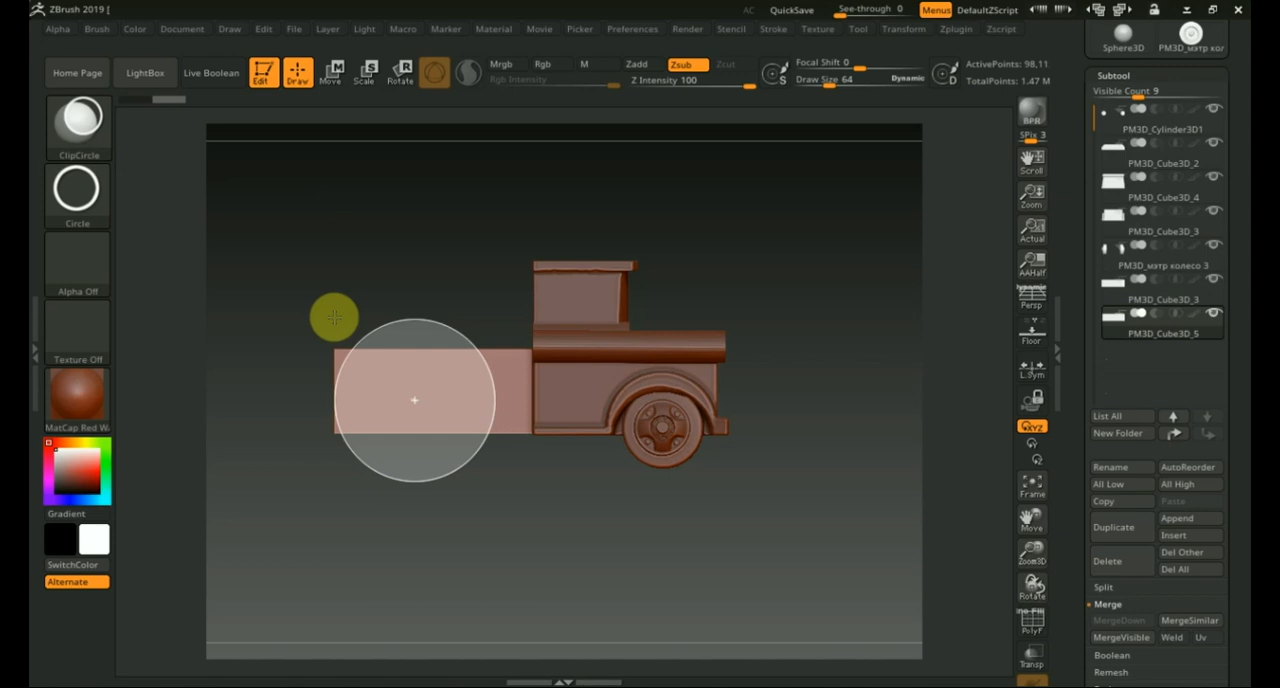 ZBrush 2019 [
AC QuickSave See-through 0 Menus DefaultZScript
Alpha Brush Color Document Draw Edit File Layer Light Macro Marker Material Movie Picker Preferences Render Stencil Stroke Texture Tool Transform Zplugin Zscript
Home Page LightBox Live Boolean Edit Draw Move Scale Rotate
Mrgb Rgb M Zadd Zsub Zcut
Rgb Intensity Z Intensity 100
Focal Shift 0
Draw Size 64 Dynamic
ActivePoints: 98,11
TotalPoints: 1.47 M
ClipCircle
Circle
Alpha Off
Texture Off
MatCap Red Wa
Gradient
SwitchColor
Alternate
BPR
SPix 3
Scroll
Zoom
Actual
AAHalf
Dynamic
Persp
Floor
L.Sym
XYZ
Frame
Move
Zoom3D
Rotate
PolyF
Transp
Sphere3D PM3D_мэтр кол
Subtool
Visible Count 9
PM3D_Cylinder3D1
PM3D_Cube3D_2
PM3D_Cube3D_4
PM3D_Cube3D_3
PM3D_мэтр колесо 3
PM3D_Cube3D_3
PM3D_Cube3D_5
List All
New Folder
Rename AutoReorder
All Low All High
Copy Paste
Duplicate Append
Insert
Delete Del Other
Del All
Split
Merge
MergeDown MergeSimilar
MergeVisible Weld Uv
Boolean
Remesh